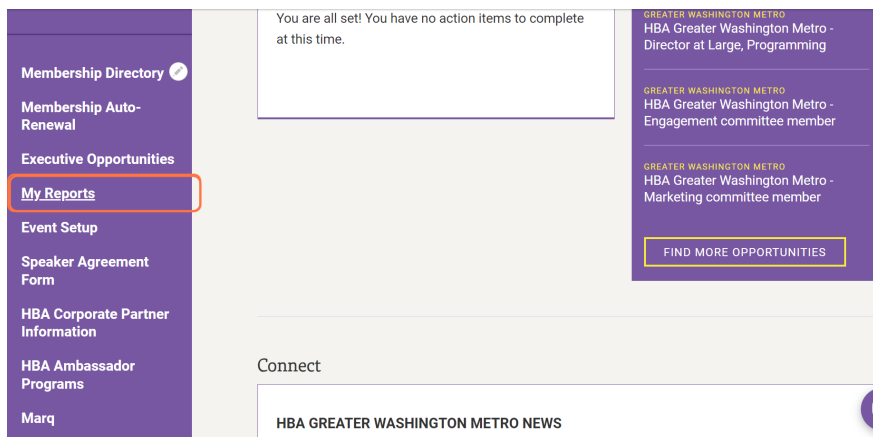 Membership Directory
Membership Auto-
Renewal
Executive Opportunities
My Reports
Event Setup
Speaker Agreement
Form
HBA Corporate Partner
Information
HBA Ambassador
Programs
Marq
You are all set! You have no action items to complete
at this time.
GREATER WASHINGTON METRO
HBA Greater Washington Metro -
Director at Large, Programming
GREATER WASHINGTON METRO
HBA Greater Washington Metro -
Engagement committee member
GREATER WASHINGTON METRO
HBA Greater Washington Metro -
Marketing committee member
FIND MORE OPPORTUNITIES
Connect
HBA GREATER WASHINGTON METRO NEWS